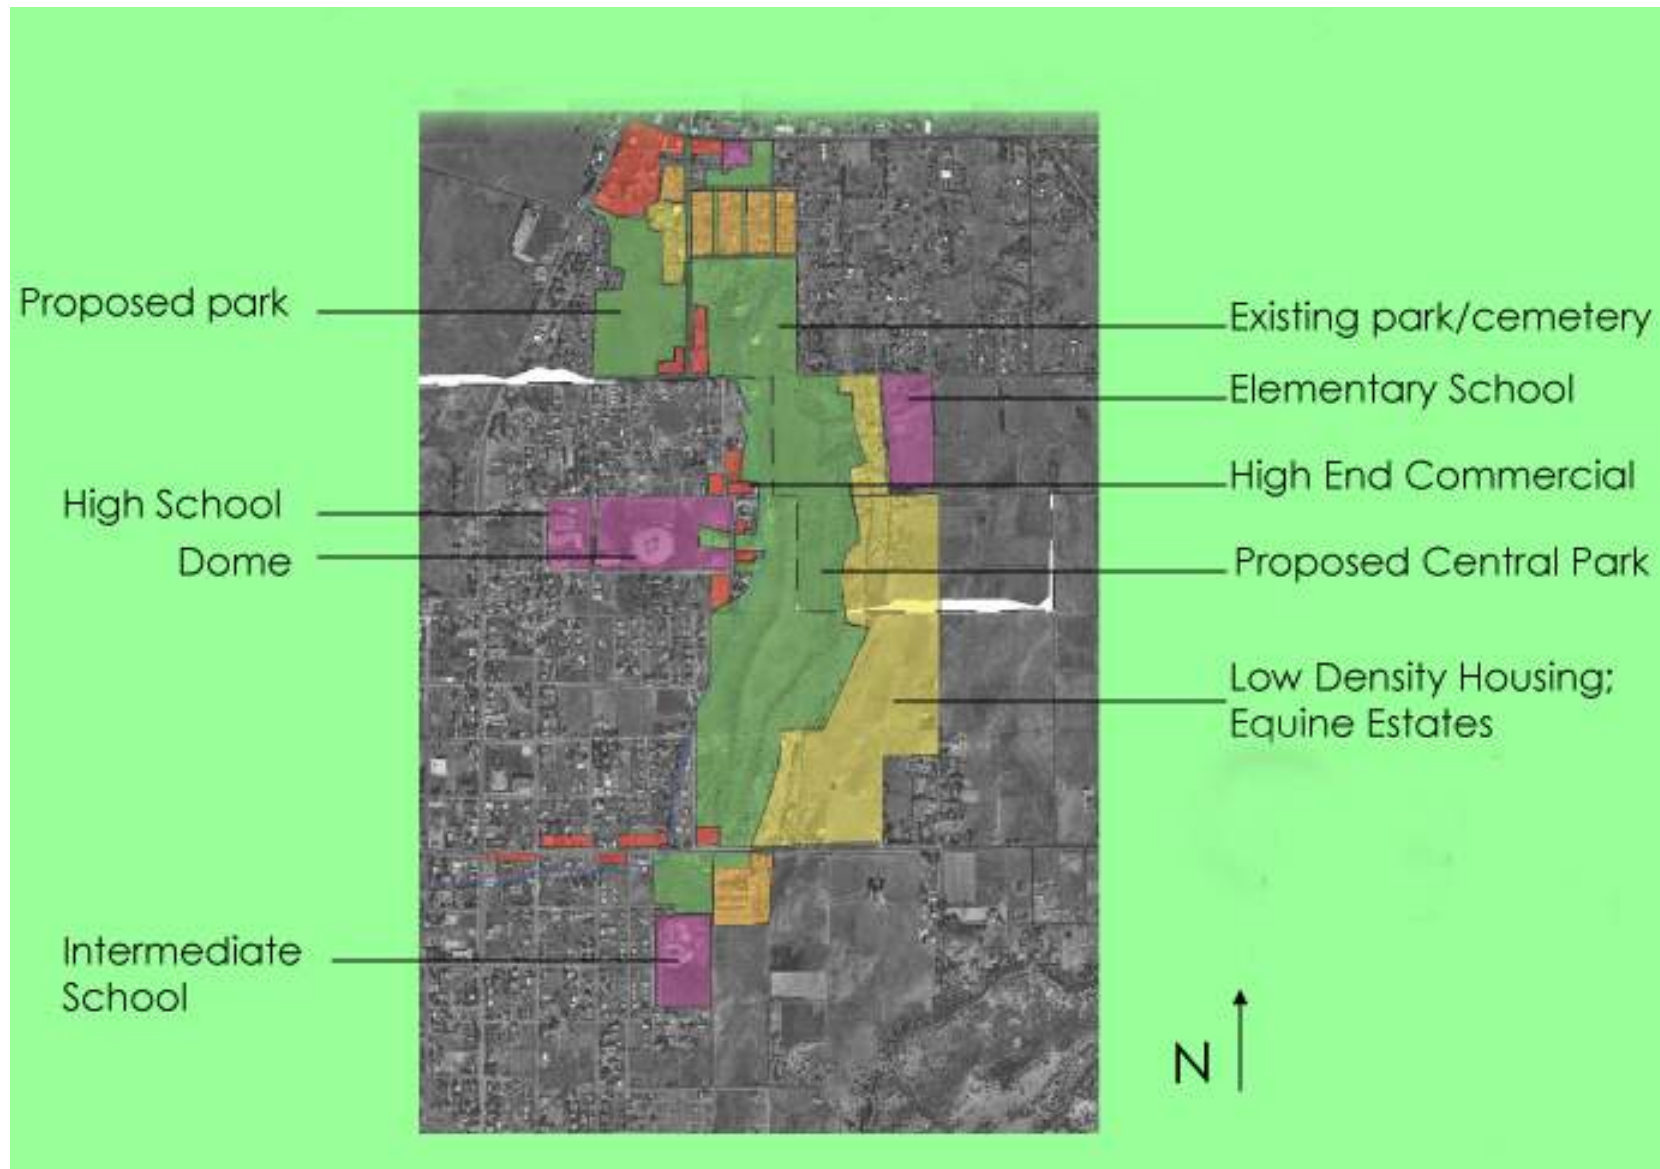 Proposed park
High School
Dome
Intermediate
School
Existing park/cemetery
Elementary School
High End Commercial
Proposed Central Park
Low Density Housing;
Equine Estates
N